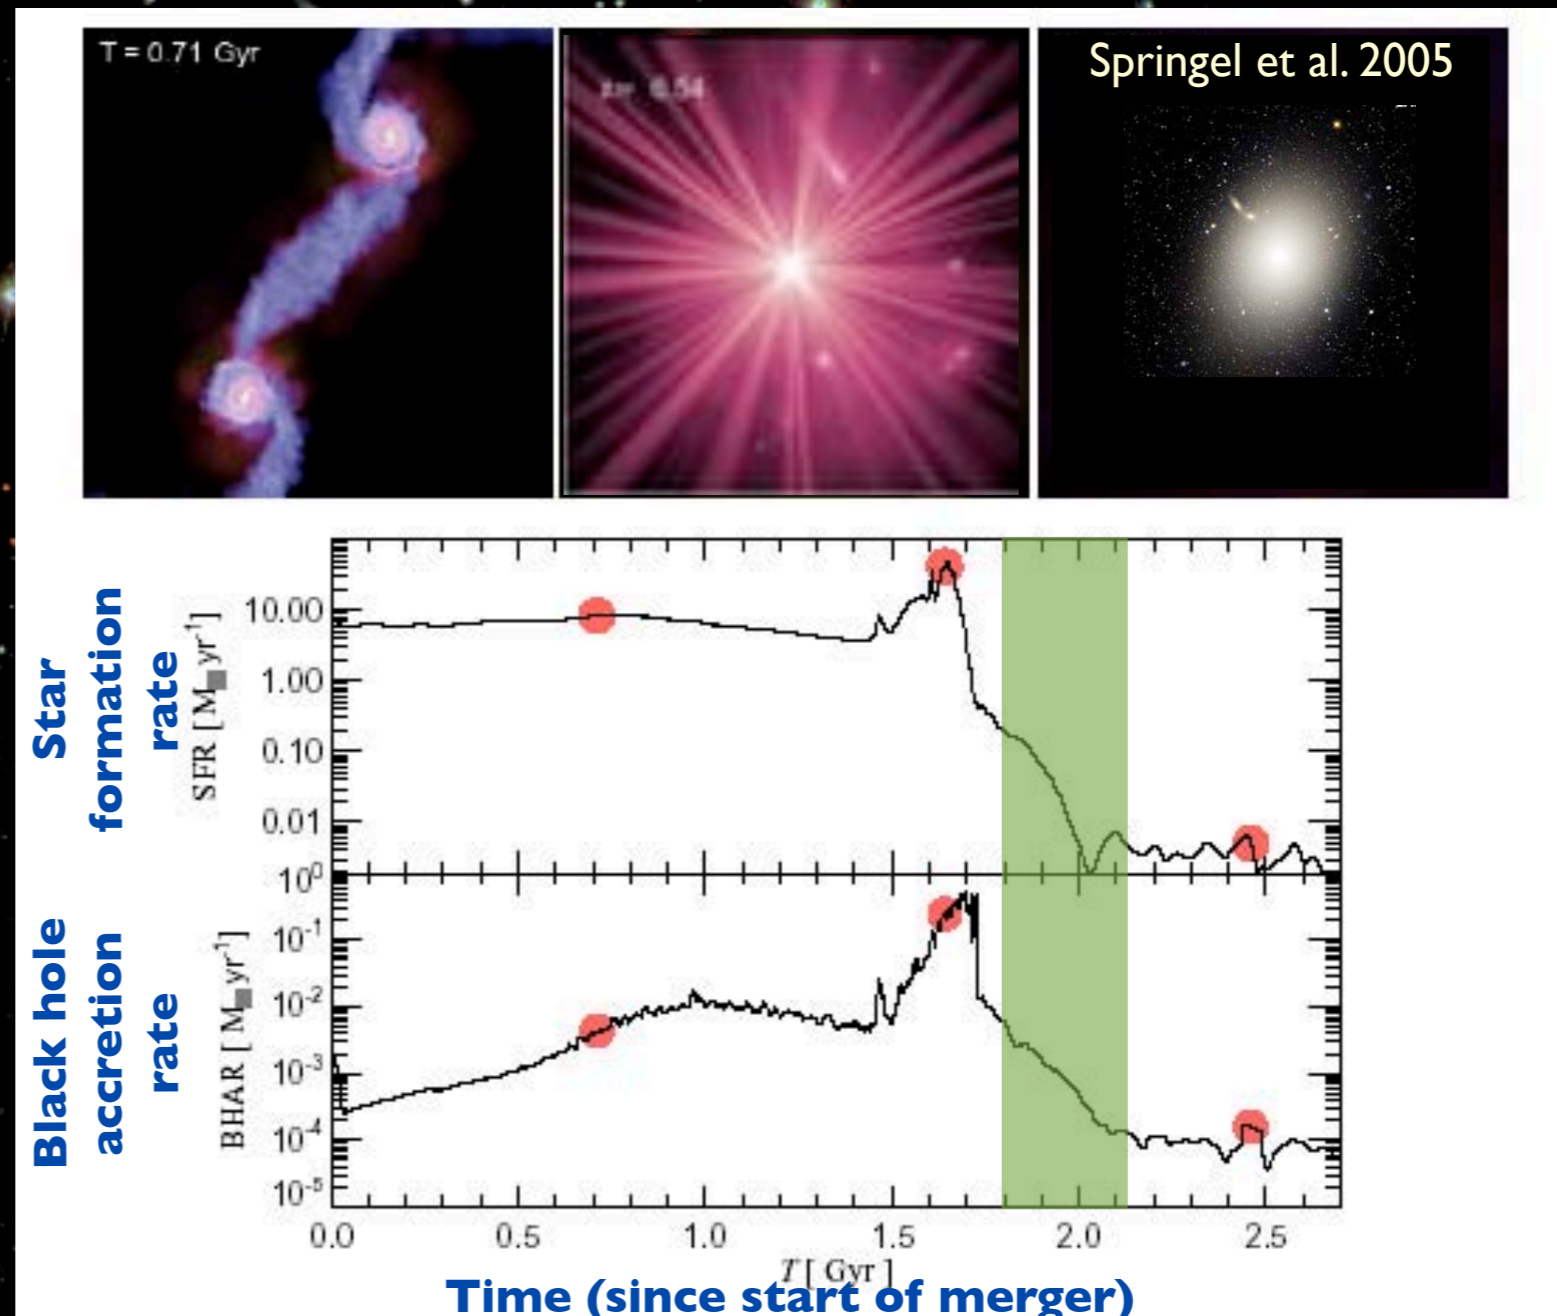 T = 0.71 Gyr
Springel et al. 2005
Star
formation
rate
SFR [ M yr⁻¹]
10.00
1.00
0.10
0.01
Black hole
accretion
rate
BHAR [ M yr⁻¹]
10⁰
10⁻¹
10⁻²
10⁻³
10⁻⁴
10⁻⁵
0.0 0.5 1.0 1.5 2.0 2.5
T [ Gyr ]
Time (since start of merger)